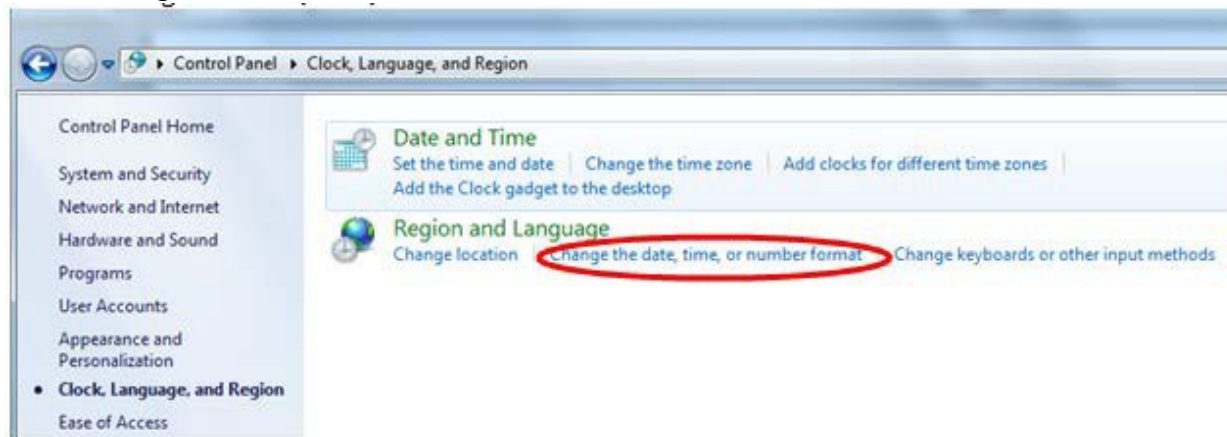 Control Panel Clock, Language, and Region
Control Panel Home
System and Security
Network and Internet
Hardware and Sound
Programs
User Accounts
Appearance and
Personalization
Clock, Language, and Region
Ease of Access
Date and Time
Set the time and date Change the time zone Add clocks for different time zones
Add the Clock gadget to the desktop
Region and Language
Change location Change the date, time, or number format Change keyboards or other input methods